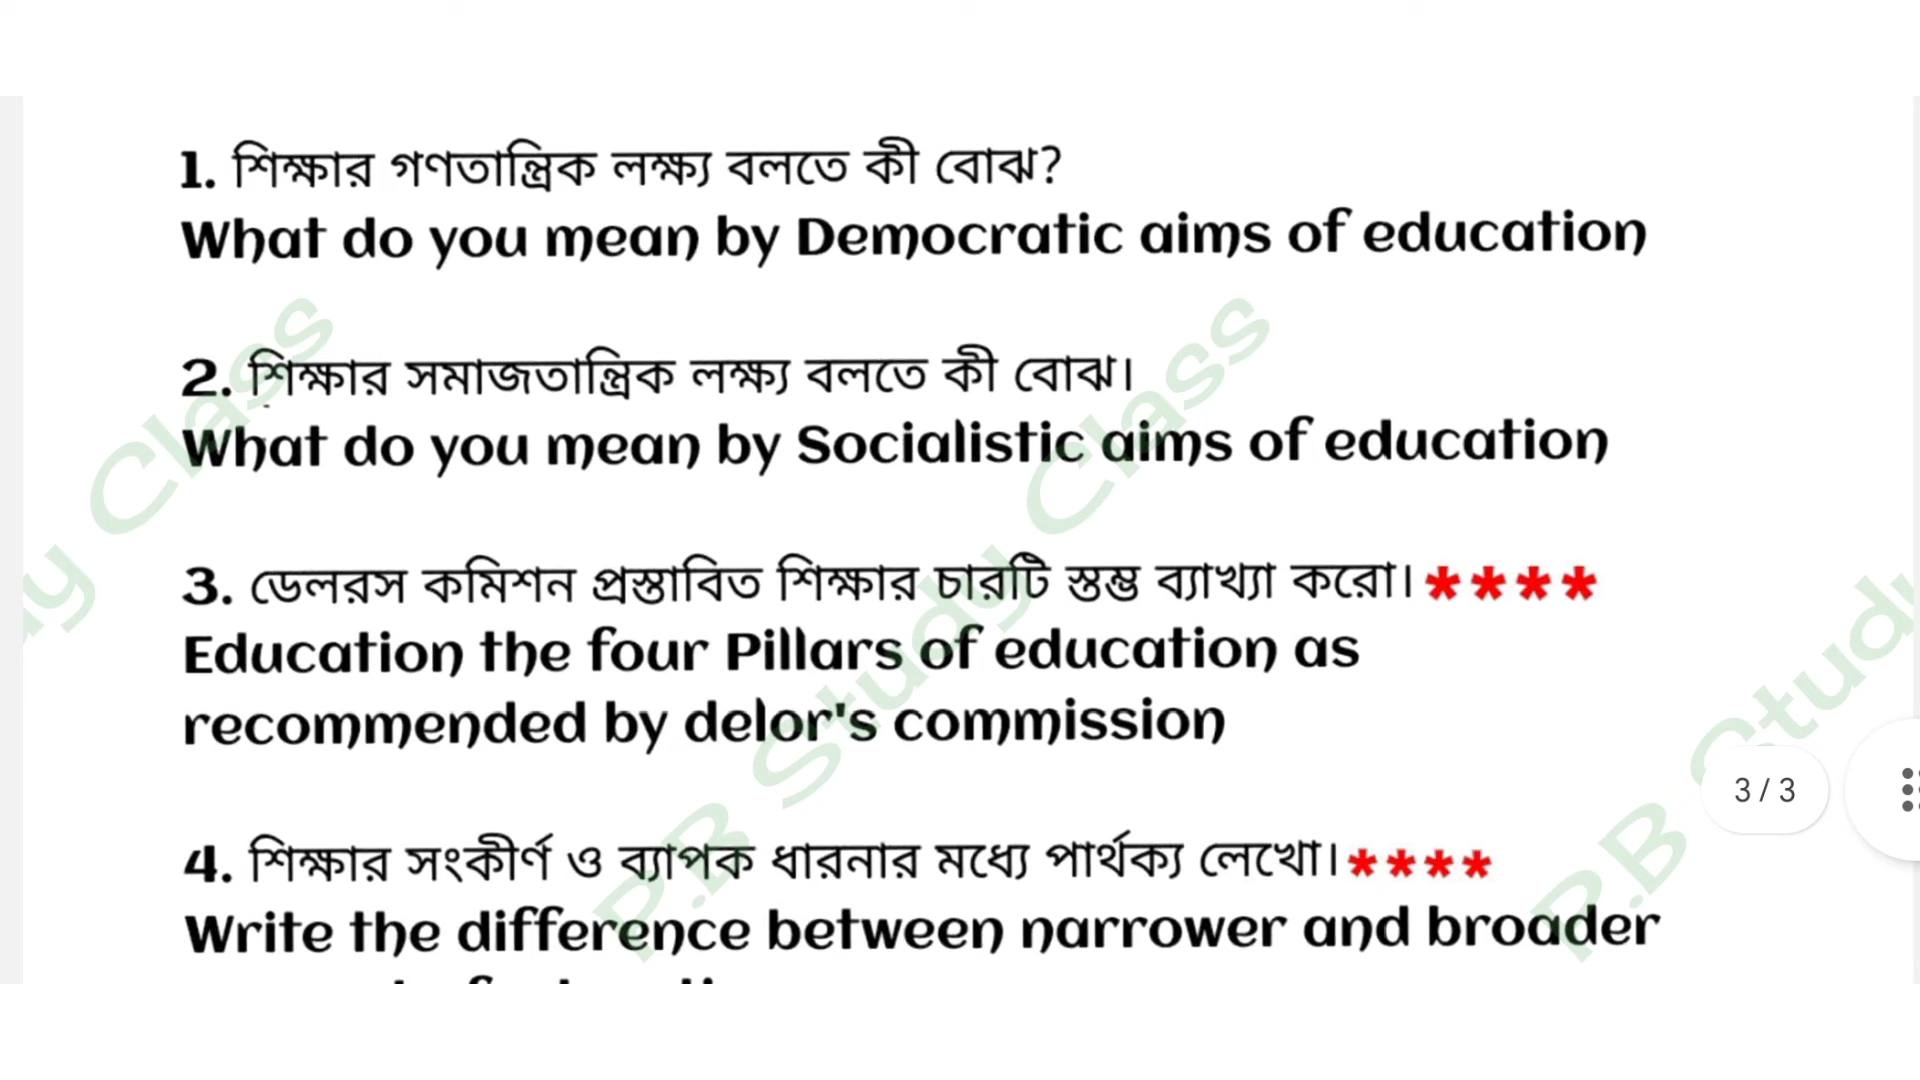 1. শিক্ষার গণতান্ত্রিক লক্ষ্য বলতে কী বোঝ?
What do you mean by Democratic aims of education
2. শিক্ষার সমাজতান্ত্রিক লক্ষ্য বলতে কী বোঝ।
What do you mean by Socialistic aims of education
3. ডেলরস কমিশন প্রস্তাবিত শিক্ষার চারটি স্তম্ভ ব্যাখ্যা করো। ****
Education the four Pillars of education as
recommended by delor's commission
3 / 3
4. শিক্ষার সংকীর্ণ ও ব্যাপক ধারনার মধ্যে পার্থক্য লেখো। ****
Write the difference between narrower and broader
P.B Study Class
P.B Study
dy Class